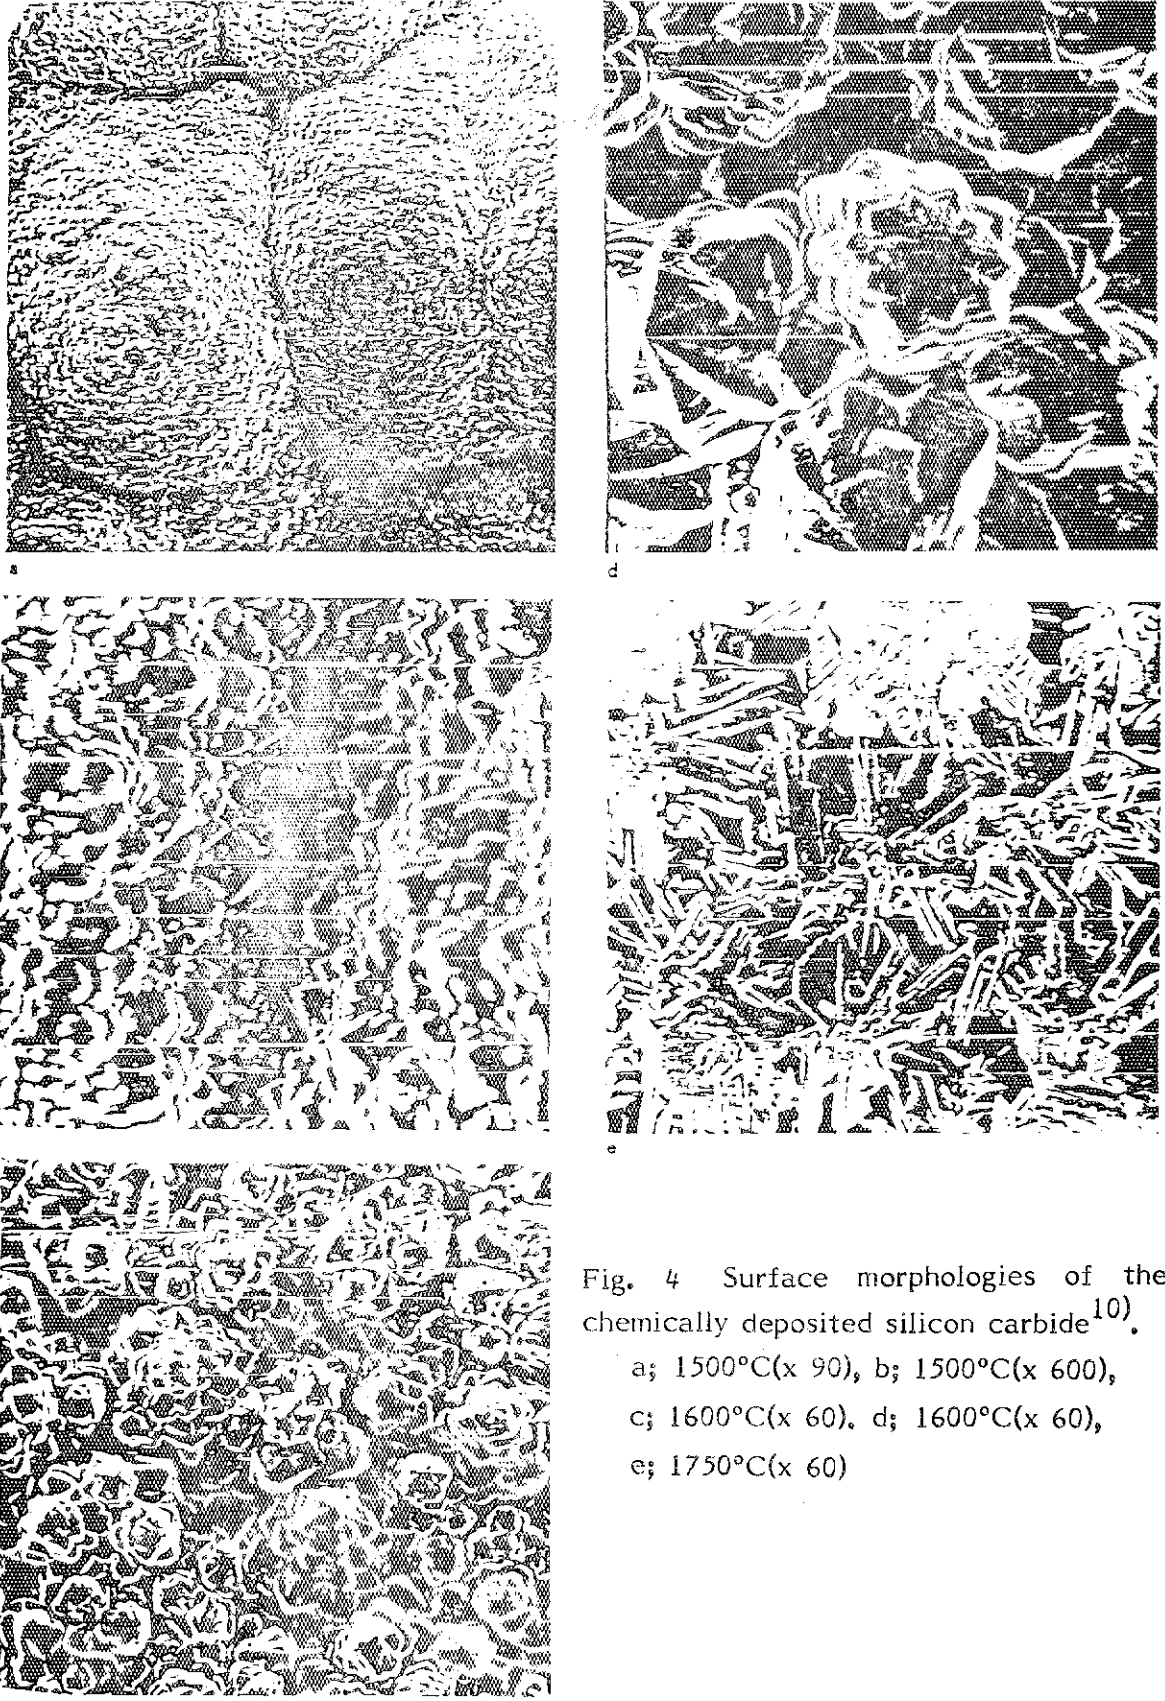 a
d
e
Fig. 4 Surface morphologies of the
chemically deposited silicon carbide10).
a; 1500°C(x 90), b; 1500°C(x 600),
c; 1600°C(x 60). d; 1600°C(x 60),
e; 1750°C(x 60)